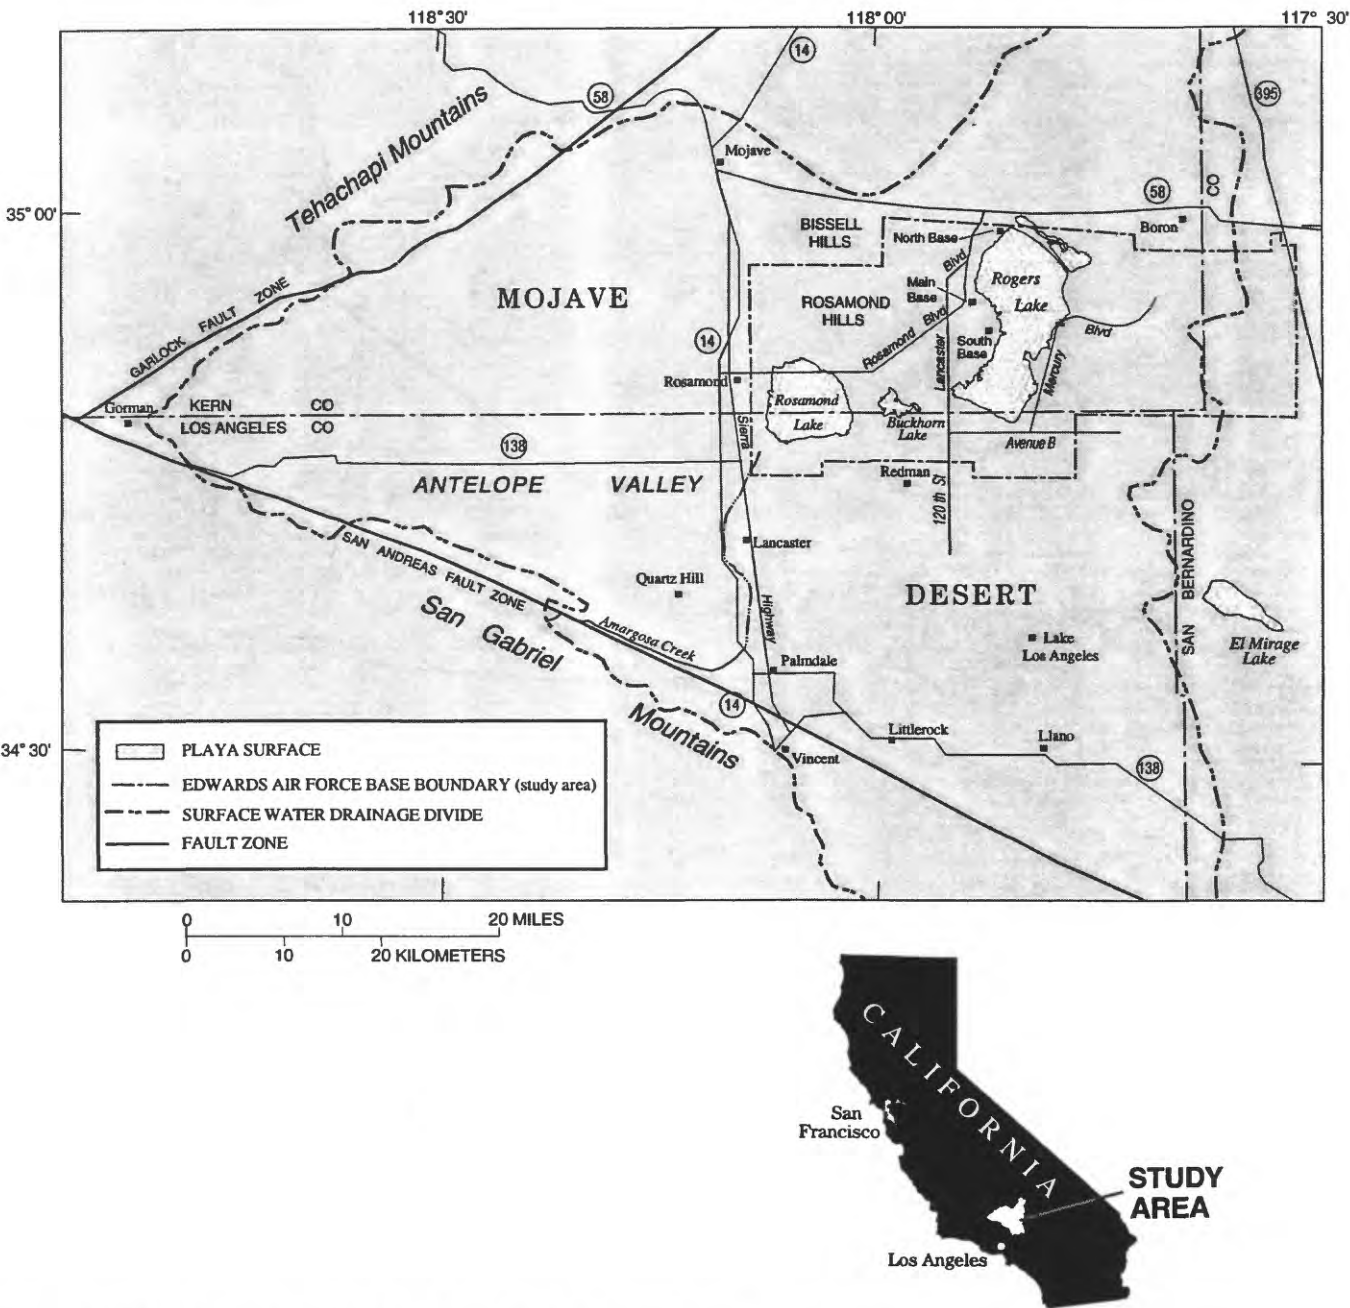 118° 30'
118° 00'
117° 30'
14
58
395
Tehachapi Mountains
Mojave
58
CO
35° 00'
BISSELL
HILLS
North Base
Boron
Blvd
Rogers
Lake
Main
Base
MOJAVE
ROSAMOND
HILLS
GARLOCK FAULT ZONE
14
Rosamond Blvd
South
Base
Blvd
Lancaster
Mercury
Rosamond
Rosamond
Lake
Buckhorn
Lake
Gorman
KERN CO
LOS ANGELES CO
Sierra
Avenue B
138
Redman
ANTELOPE VALLEY
120 th St
SAN ANDREAS FAULT ZONE
Lancaster
SAN BERNARDINO
Quartz Hill
DESERT
Highway
San Gabriel
Mountains
Amargosa Creek
Lake
Los Angeles
El Mirage
Lake
Palmdale
14
Littlerock
Llano
34° 30'
Vincent
138
PLAYA SURFACE
EDWARDS AIR FORCE BASE BOUNDARY (study area)
SURFACE WATER DRAINAGE DIVIDE
FAULT ZONE
0 10 20 MILES
0 10 20 KILOMETERS
CALIFORNIA
San
Francisco
STUDY
AREA
Los Angeles